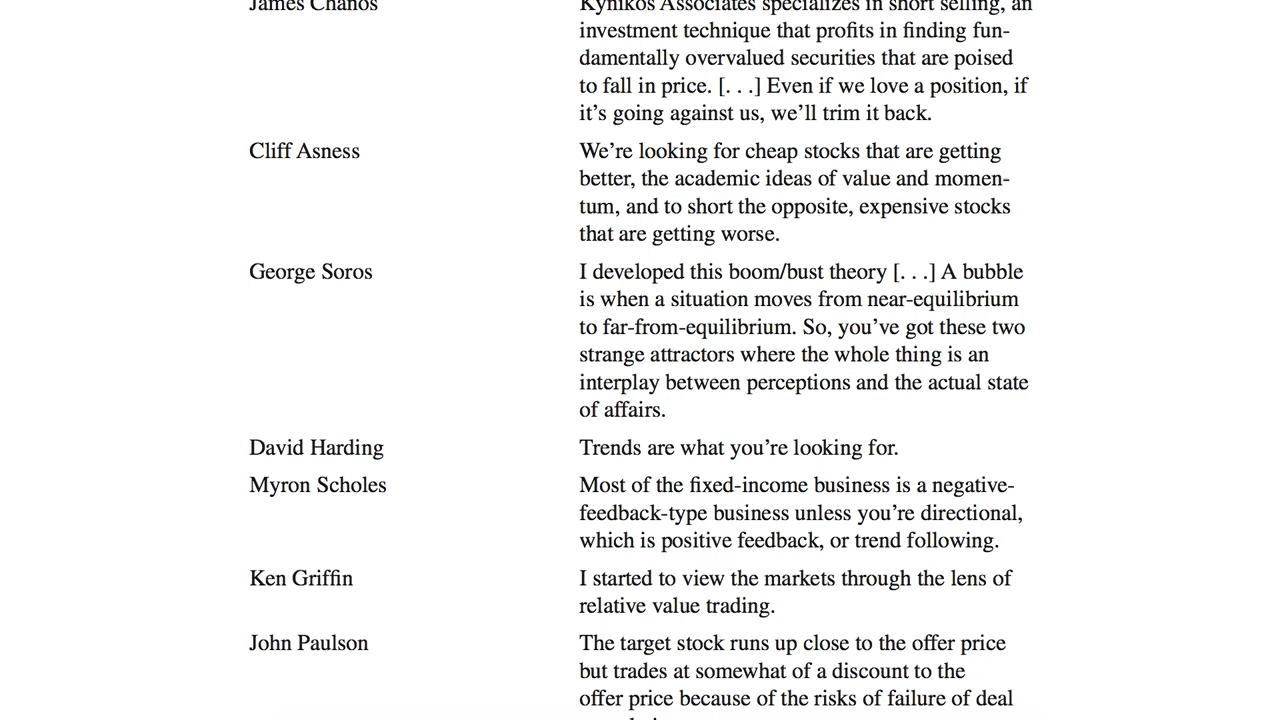 James Chanos
Kynikos Associates specializes in short selling, an
investment technique that profits in finding fun-
damentally overvalued securities that are poised
to fall in price. [. . .] Even if we love a position, if
it’s going against us, we’ll trim it back.
Cliff Asness
We’re looking for cheap stocks that are getting
better, the academic ideas of value and momen-
tum, and to short the opposite, expensive stocks
that are getting worse.
George Soros
I developed this boom/bust theory [. . .] A bubble
is when a situation moves from near-equilibrium
to far-from-equilibrium. So, you’ve got these two
strange attractors where the whole thing is an
interplay between perceptions and the actual state
of affairs.
David Harding
Trends are what you’re looking for.
Myron Scholes
Most of the fixed-income business is a negative-
feedback-type business unless you’re directional,
which is positive feedback, or trend following.
Ken Griffin
I started to view the markets through the lens of
relative value trading.
John Paulson
The target stock runs up close to the offer price
but trades at somewhat of a discount to the
offer price because of the risks of failure of deal